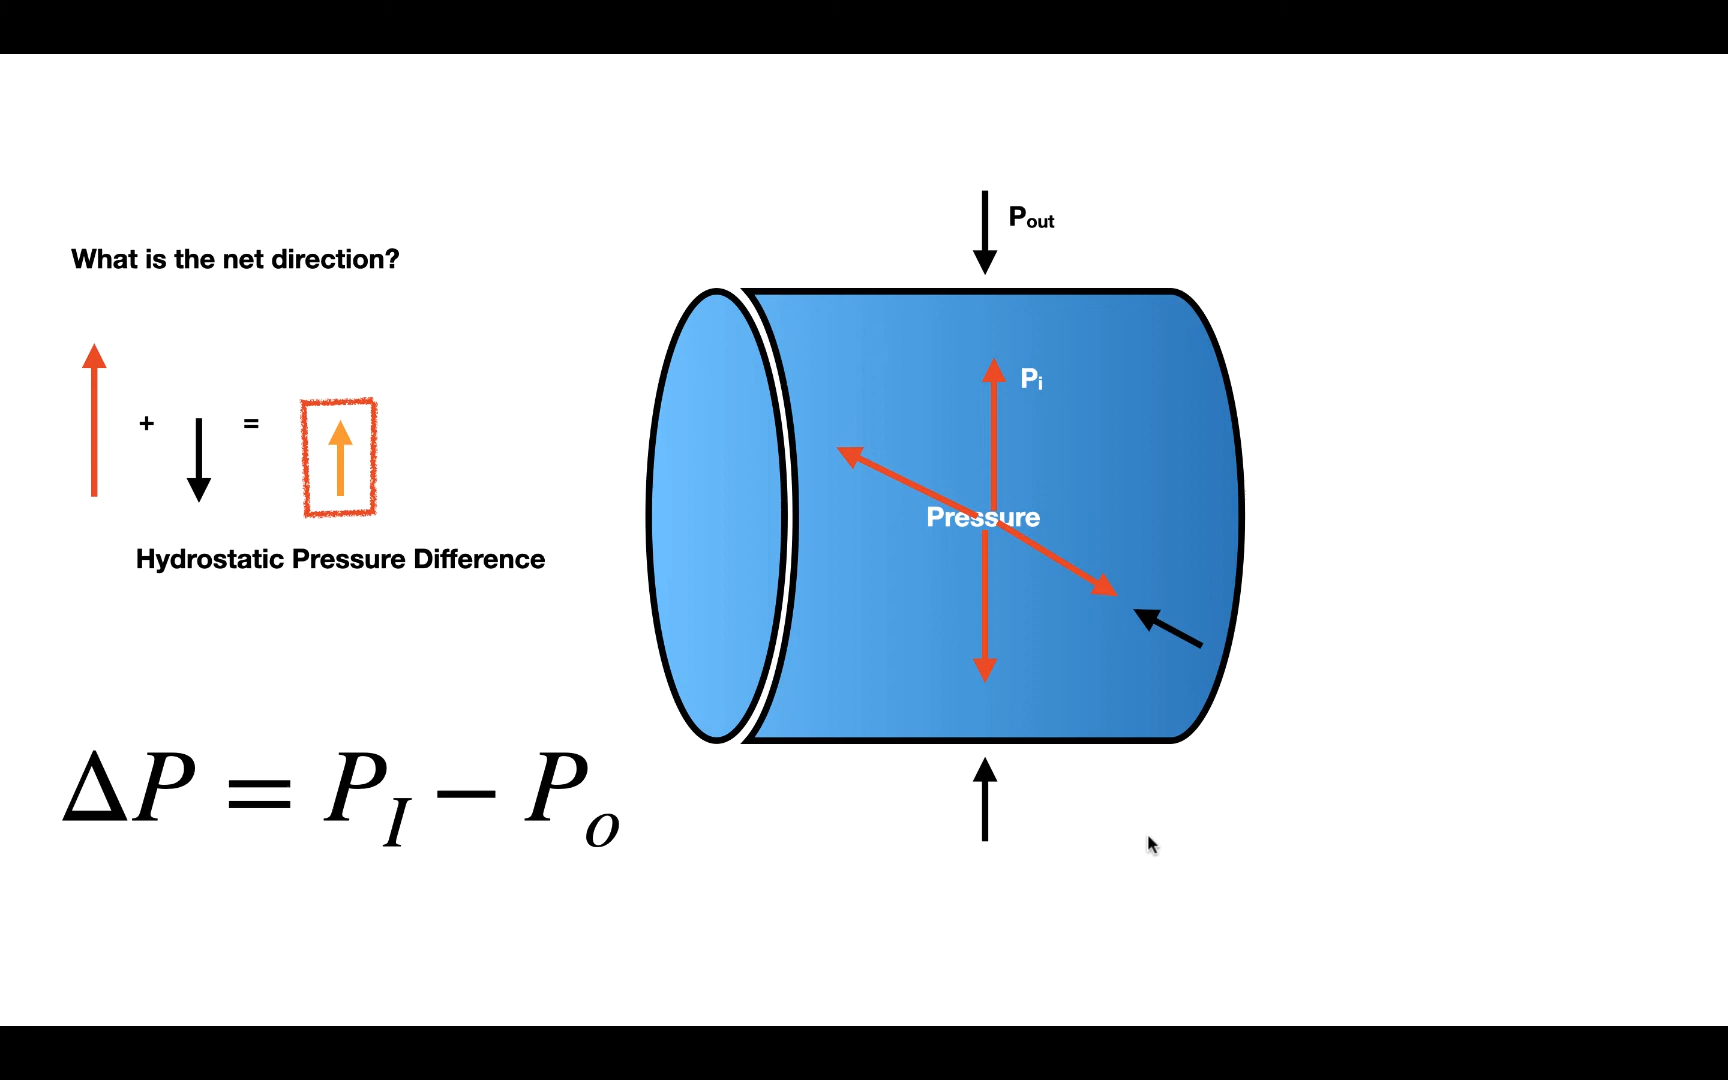 What is the net direction?
+ =
Hydrostatic Pressure Difference
ΔP = P_I − P_o
P_out
P_i
Pressure